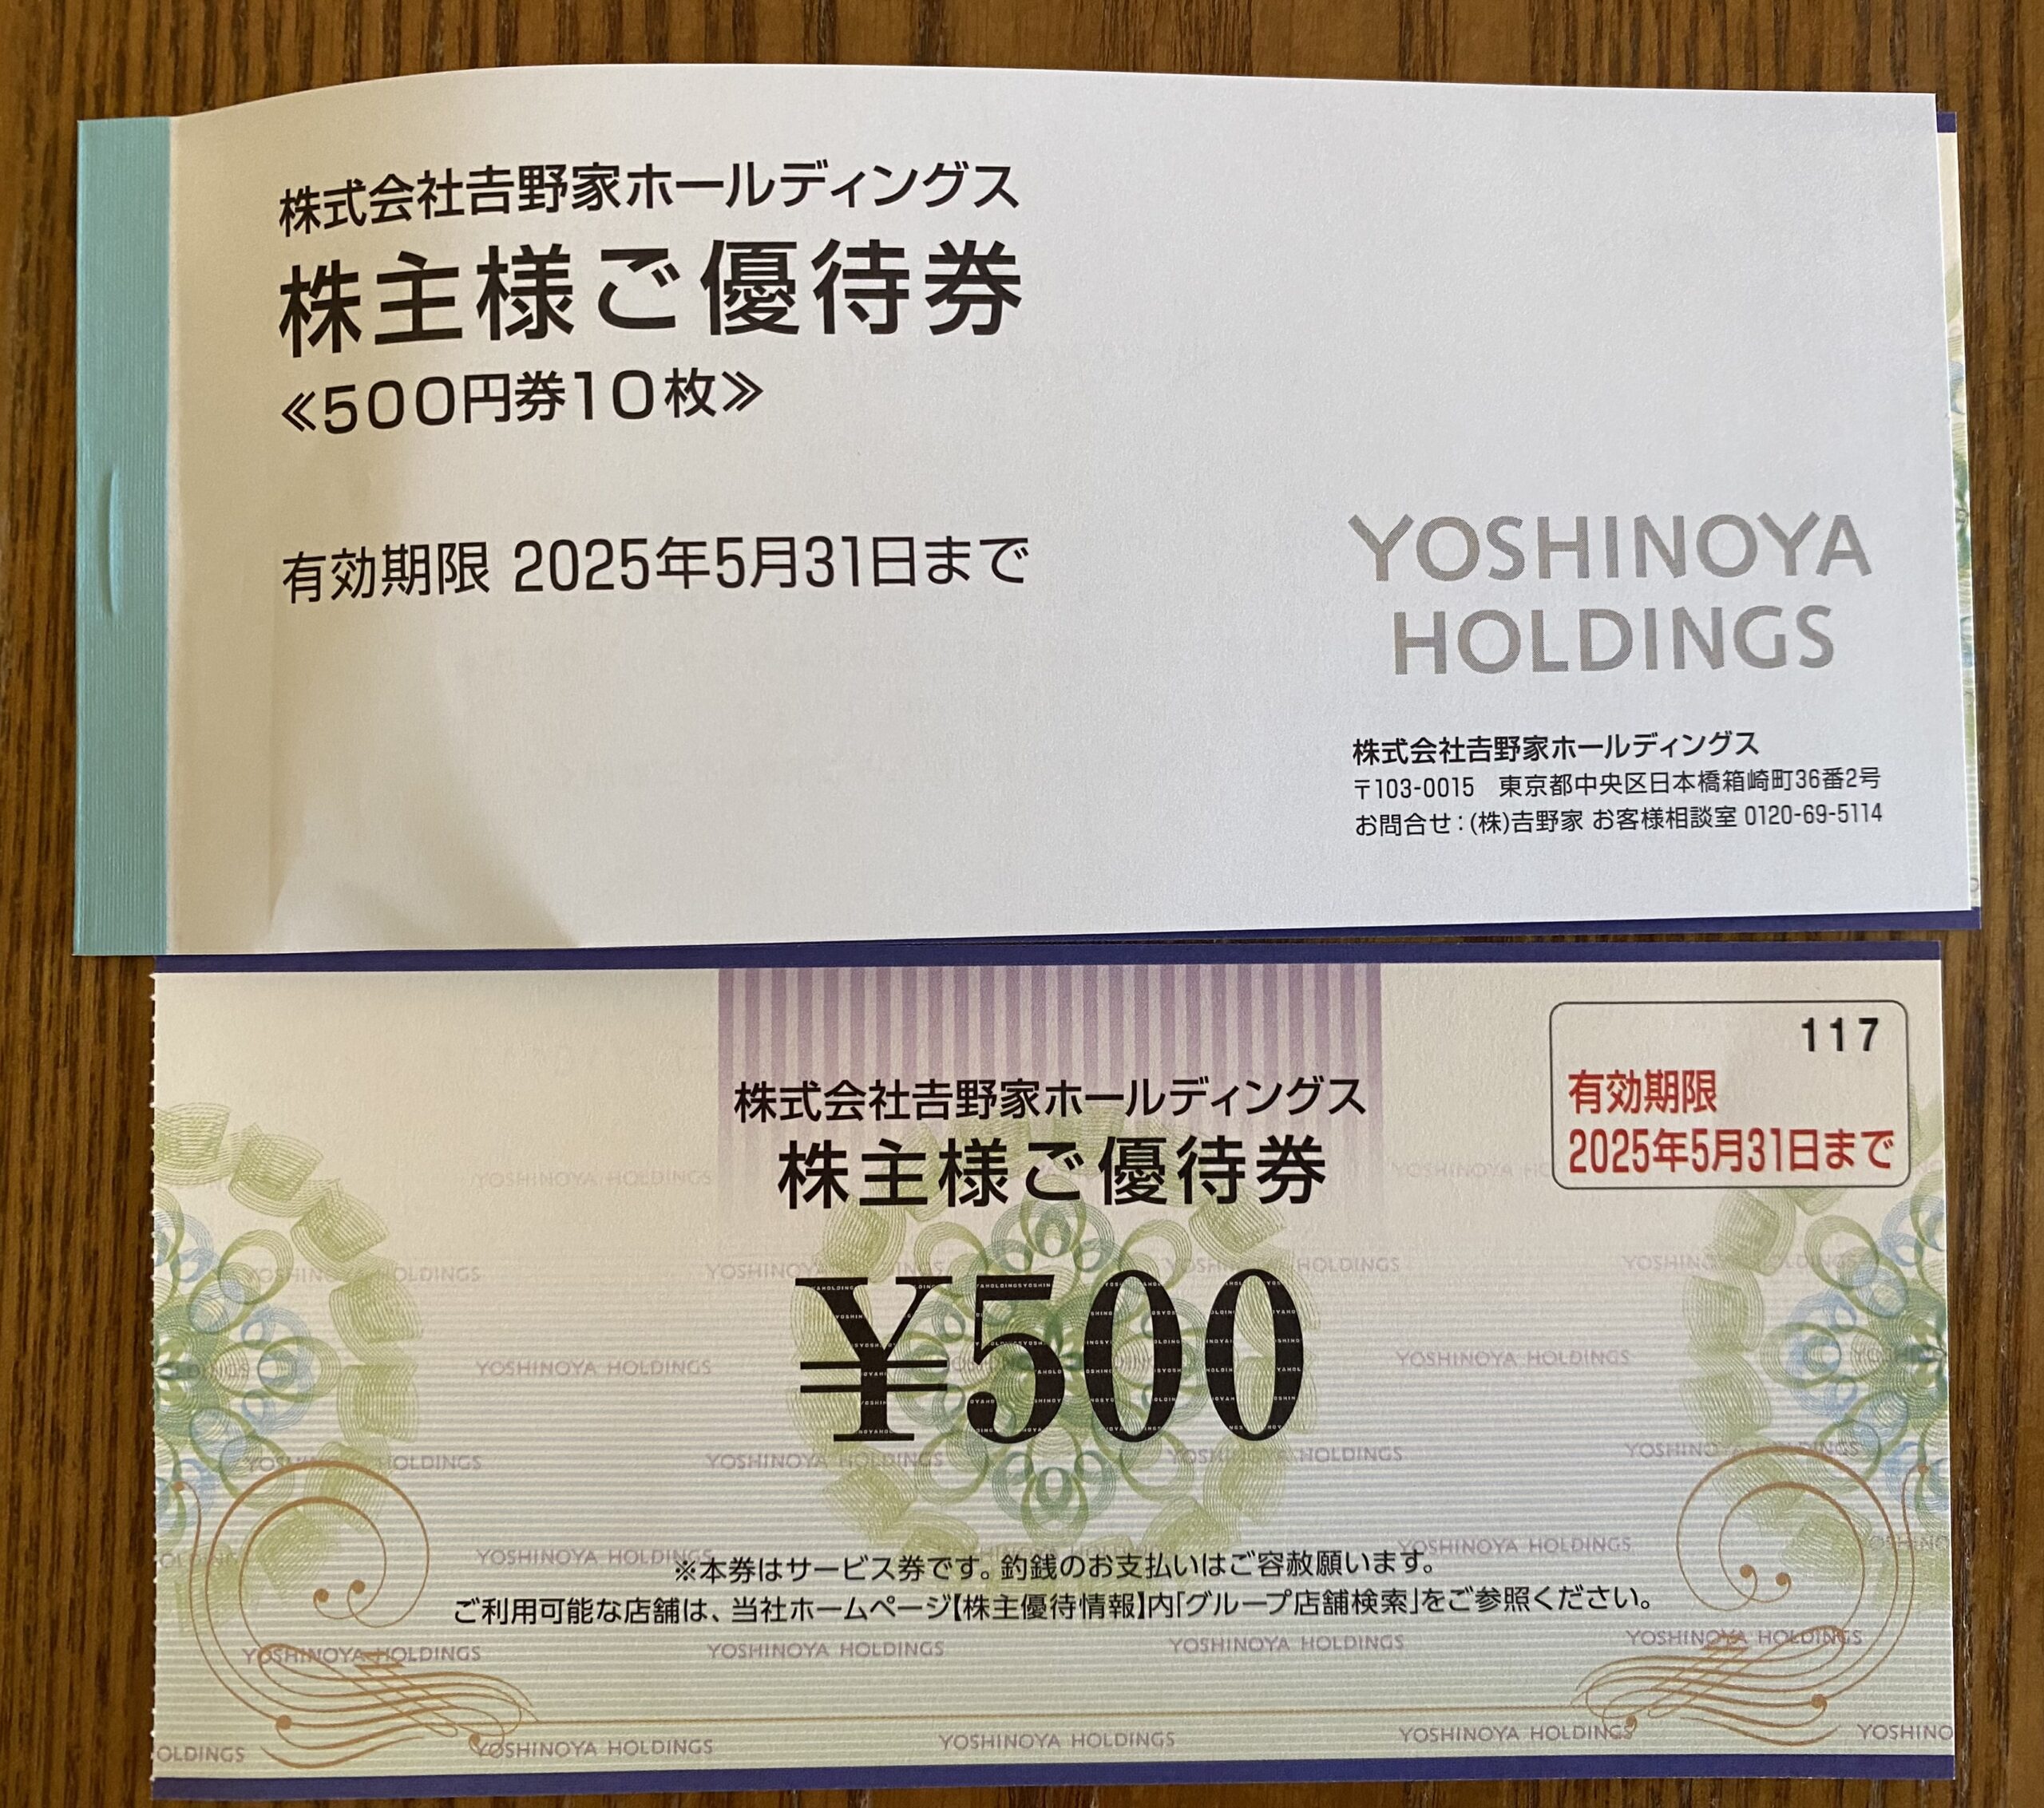 株式会社𠮷野家ホールディングス
株主様ご優待券
≪500円券10枚≫
有効期限 2025年5月31日まで
YOSHINOYA
HOLDINGS
株式会社𠮷野家ホールディングス
〒103-0015 東京都中央区日本橋箱崎町36番2号
お問合せ:(株)𠮷野家 お客様相談室 0120-69-5114
117
有効期限
2025年5月31日まで
株式会社𠮷野家ホールディングス
株主様ご優待券
¥500
※本券はサービス券です。釣銭のお支払いはご容赦願います。
ご利用可能な店舗は、当社ホームページ【株主優待情報】内「グループ店舗検索」をご参照ください。
YOSHINOYA HOLDINGS